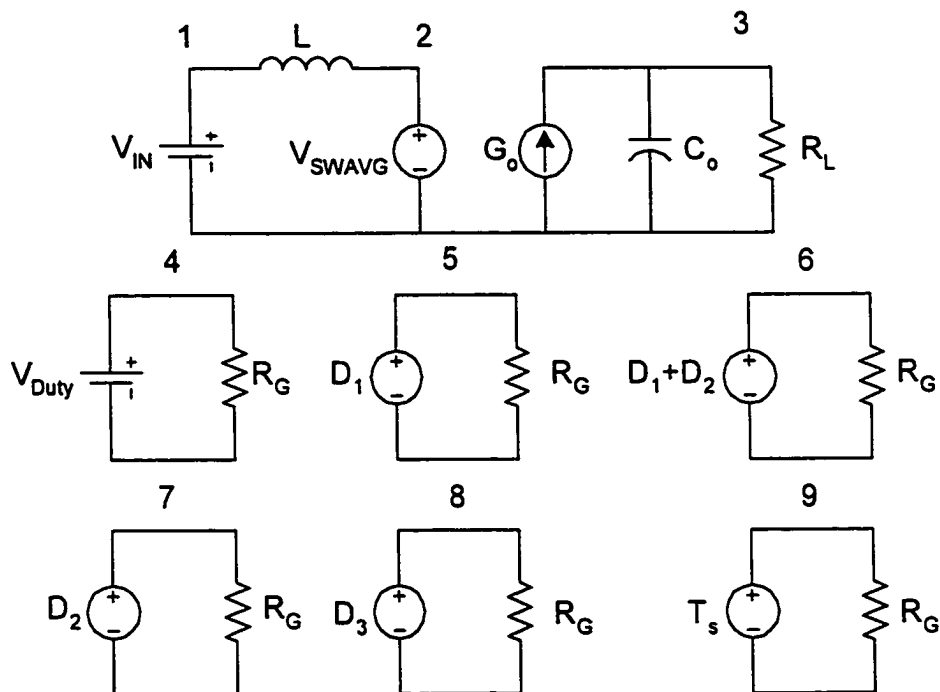 1 L 2 3
V_IN + V_SWAVG + − G_o C_o R_L
4 5 6
V_Duty + R_G D_1 + − R_G D_1+D_2 + − R_G
7 8 9
D_2 + − R_G D_3 + − R_G T_s + − R_G